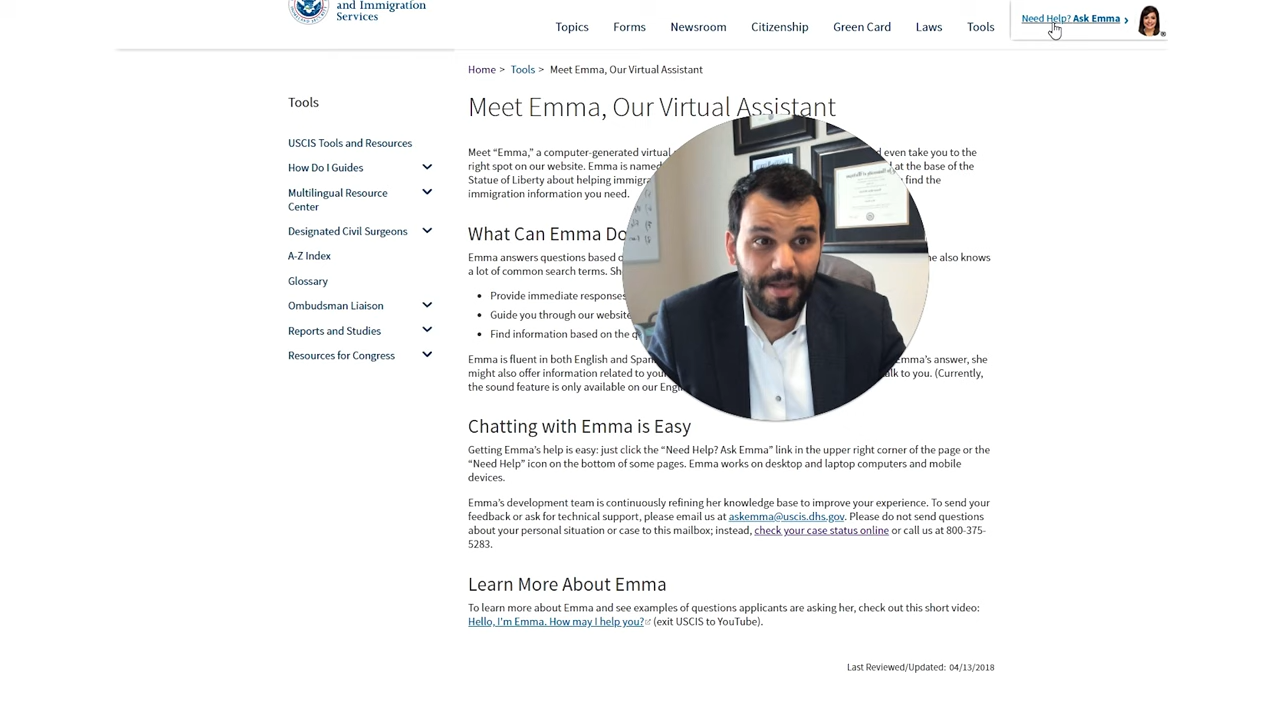 and Immigration
Services
Topics
Forms
Newsroom
Citizenship
Green Card
Laws
Tools
Need Help? Ask Emma ›
Home > Tools > Meet Emma, Our Virtual Assistant
Tools
USCIS Tools and Resources
How Do I Guides
Multilingual Resource
Center
Designated Civil Surgeons
A-Z Index
Glossary
Ombudsman Liaison
Reports and Studies
Resources for Congress
Meet Emma, Our Virtual Assistant
Meet “Emma,” a computer-generated virtual even take you to the
right spot on our website. Emma is named at the base of the
Statue of Liberty about helping find the
immigration information you need.
What Can Emma Do
Emma answers questions based also knows
a lot of common search terms.
• Provide immediate responses
• Guide you through our website
• Find information based on the
Emma is fluent in both English and Emma’s answer, she
might also offer information related to to you. (Currently,
the sound feature is only available on our
Chatting with Emma is Easy
Getting Emma’s help is easy: just click the “Need Help? Ask Emma” link in the upper right corner of the page or the
“Need Help” icon on the bottom of some pages. Emma works on desktop and laptop computers and mobile
devices.
Emma’s development team is continuously refining her knowledge base to improve your experience. To send your
feedback or ask for technical support, please email us at askemma@uscis.dhs.gov. Please do not send questions
about your personal situation or case to this mailbox; instead, check your case status online or call us at 800-375-
5283.
Learn More About Emma
To learn more about Emma and see examples of questions applicants are asking her, check out this short video:
Hello, I'm Emma. How may I help you? (exit USCIS to YouTube).
Last Reviewed/Updated: 04/13/2018